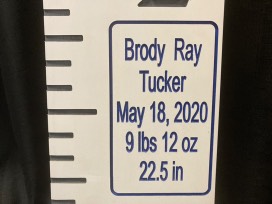 Brody Ray
Tucker
May 18, 2020
9 lbs 12 oz
22.5 in